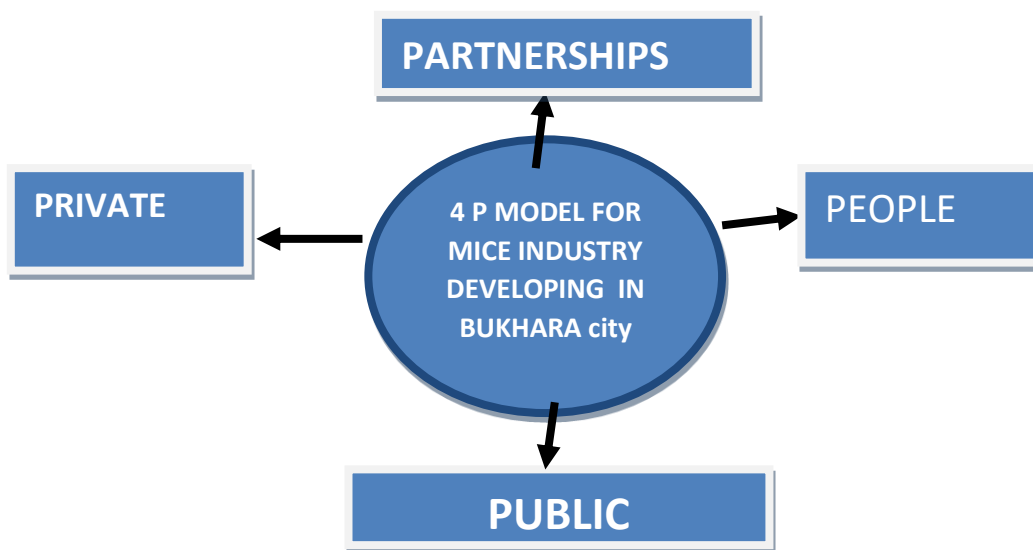 PARTNERSHIPS
PRIVATE
4 P MODEL FOR
MICE INDUSTRY
DEVELOPING IN
BUKHARA city
PEOPLE
PUBLIC